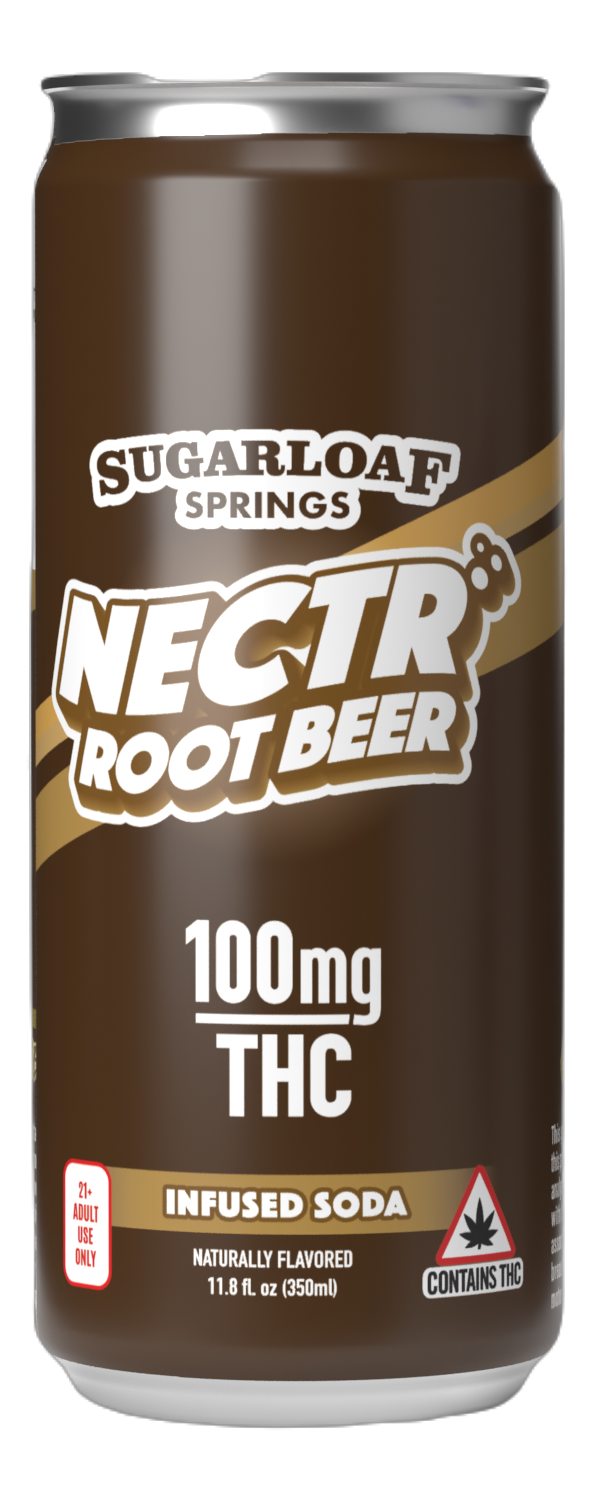 SUGARLOAF
SPRINGS
NECTR
ROOT BEER
100mg
THC
21+
ADULT
USE
ONLY
INFUSED SODA
NATURALLY FLAVORED
11.8 fl. oz (350ml)
CONTAINS THC
This